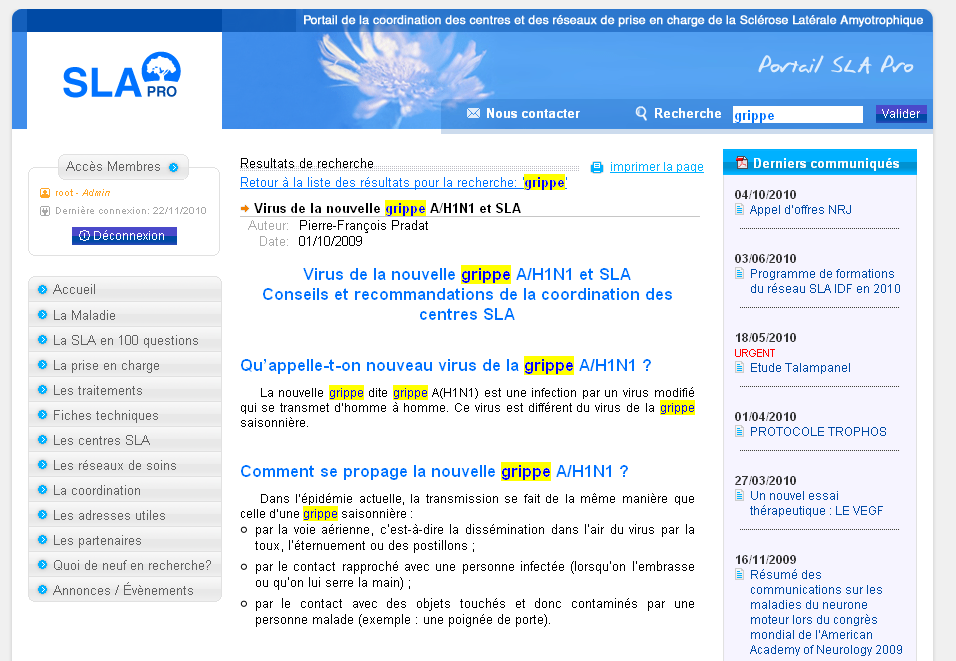 Portail de la coordination des centres et des réseaux de prise en charge de la Sclérose Latérale Amyotrophique
SLA PRO
Portail SLA Pro
Nous contacter
Recherche
grippe
Valider
Accès Membres
root - Admin
Dernière connexion: 22/11/2010
Déconnexion
Accueil
La Maladie
La SLA en 100 questions
La prise en charge
Les traitements
Fiches techniques
Les centres SLA
Les réseaux de soins
La coordination
Les adresses utiles
Les partenaires
Quoi de neuf en recherche?
Annonces / Évènements
Resultats de recherche
imprimer la page
Retour à la liste des résultats pour la recherche: 'grippe'
Virus de la nouvelle grippe A/H1N1 et SLA
Auteur: Pierre-François Pradat
Date: 01/10/2009
Virus de la nouvelle grippe A/H1N1 et SLA
Conseils et recommandations de la coordination des
centres SLA
Qu'appelle-t-on nouveau virus de la grippe A/H1N1 ?
La nouvelle grippe dite grippe A(H1N1) est une infection par un virus modifié
qui se transmet d'homme à homme. Ce virus est différent du virus de la grippe
saisonnière.
Comment se propage la nouvelle grippe A/H1N1 ?
Dans l'épidémie actuelle, la transmission se fait de la même manière que
celle d'une grippe saisonnière :
par la voie aérienne, c'est-à-dire la dissémination dans l'air du virus par la
toux, l'éternuement ou des postillons ;
par le contact rapproché avec une personne infectée (lorsqu'on l'embrasse
ou qu'on lui serre la main) ;
par le contact avec des objets touchés et donc contaminés par une
personne malade (exemple : une poignée de porte).
Derniers communiqués
04/10/2010
Appel d'offres NRJ
03/06/2010
Programme de formations
du réseau SLA IDF en 2010
18/05/2010
URGENT
Etude Talampanel
01/04/2010
PROTOCOLE TROPHOS
27/03/2010
Un nouvel essai
thérapeutique : LE VEGF
16/11/2009
Résumé des
communications sur les
maladies du neurone
moteur lors du congrès
mondial de l'American
Academy of Neurology 2009